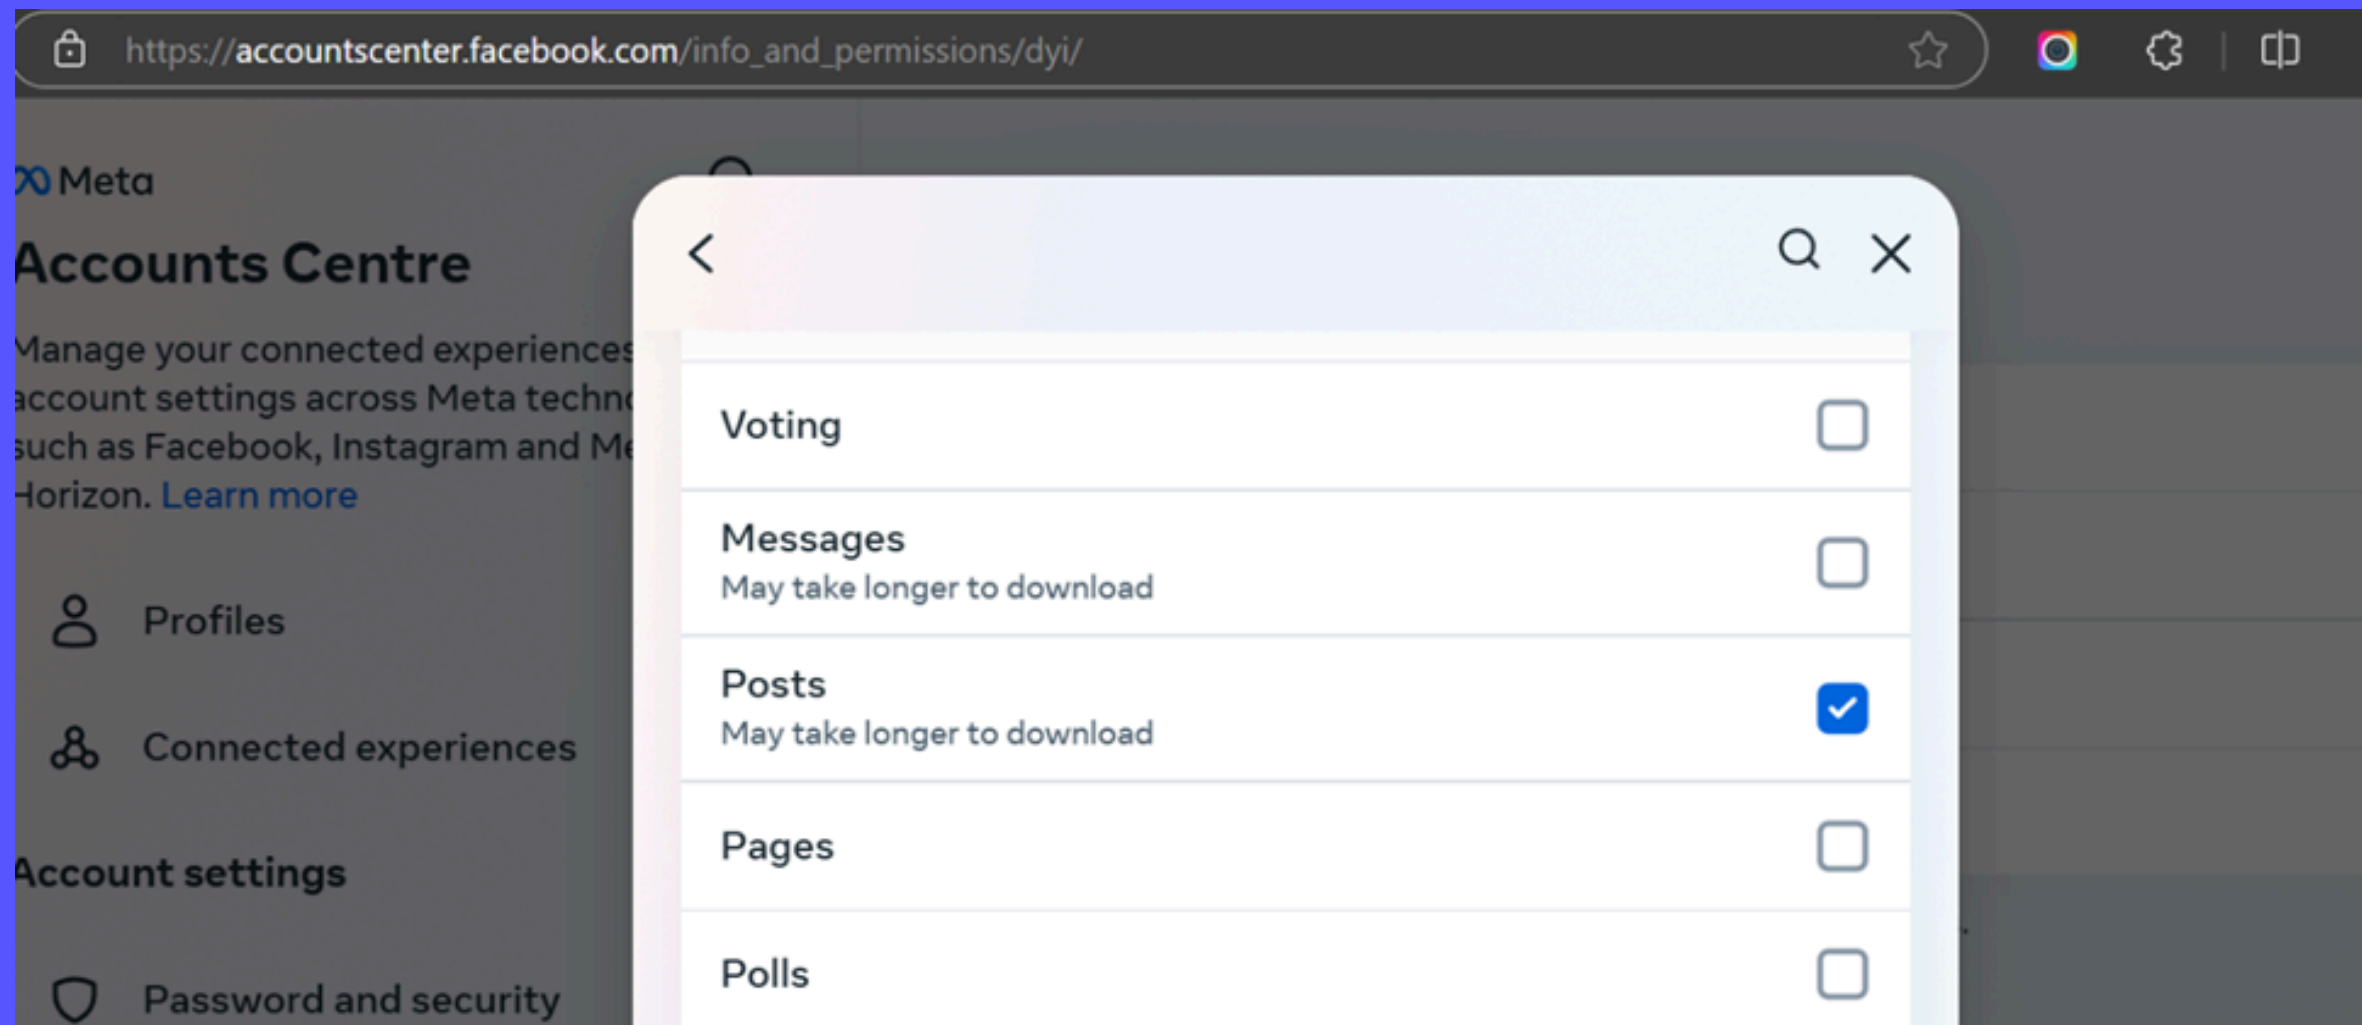 https://accountscenter.facebook.com/info_and_permissions/dyi/
Meta
Accounts Centre
Manage your connected experiences
account settings across Meta techno
such as Facebook, Instagram and Me
Horizon. Learn more
Profiles
Connected experiences
Account settings
Password and security
Voting
Messages
May take longer to download
Posts
May take longer to download
Pages
Polls